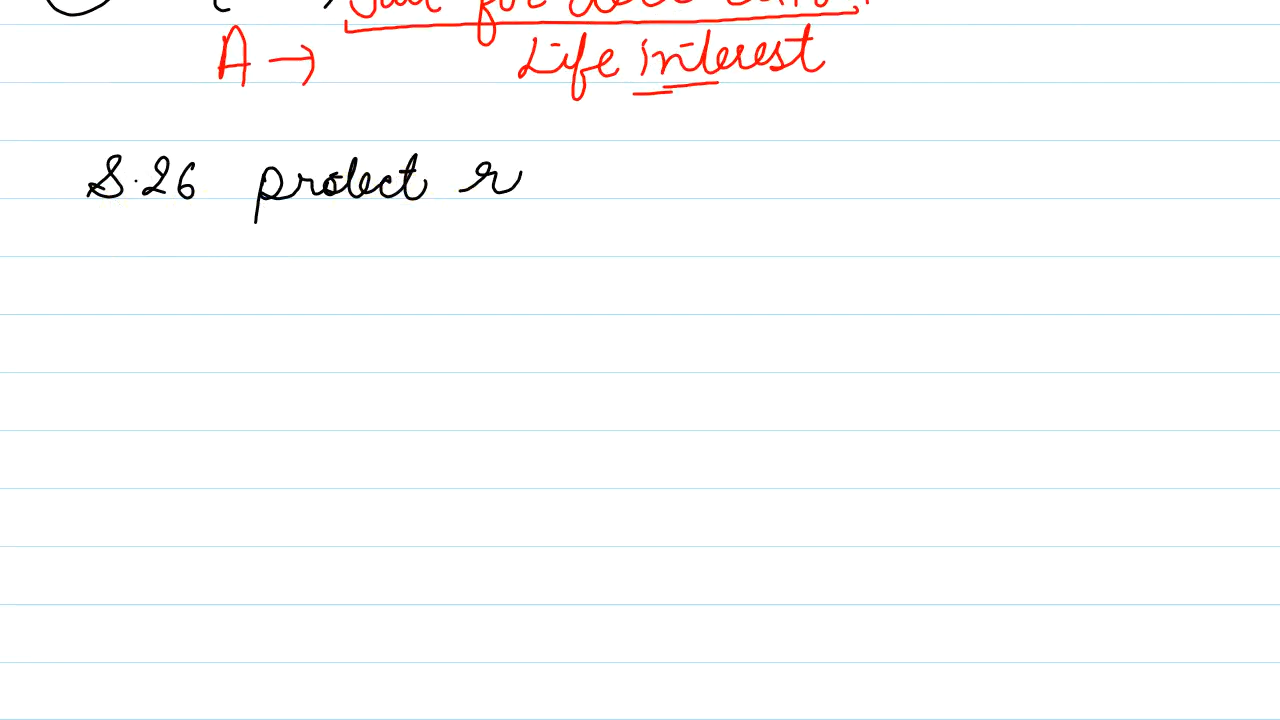 A → Life interest
S.26 protect r